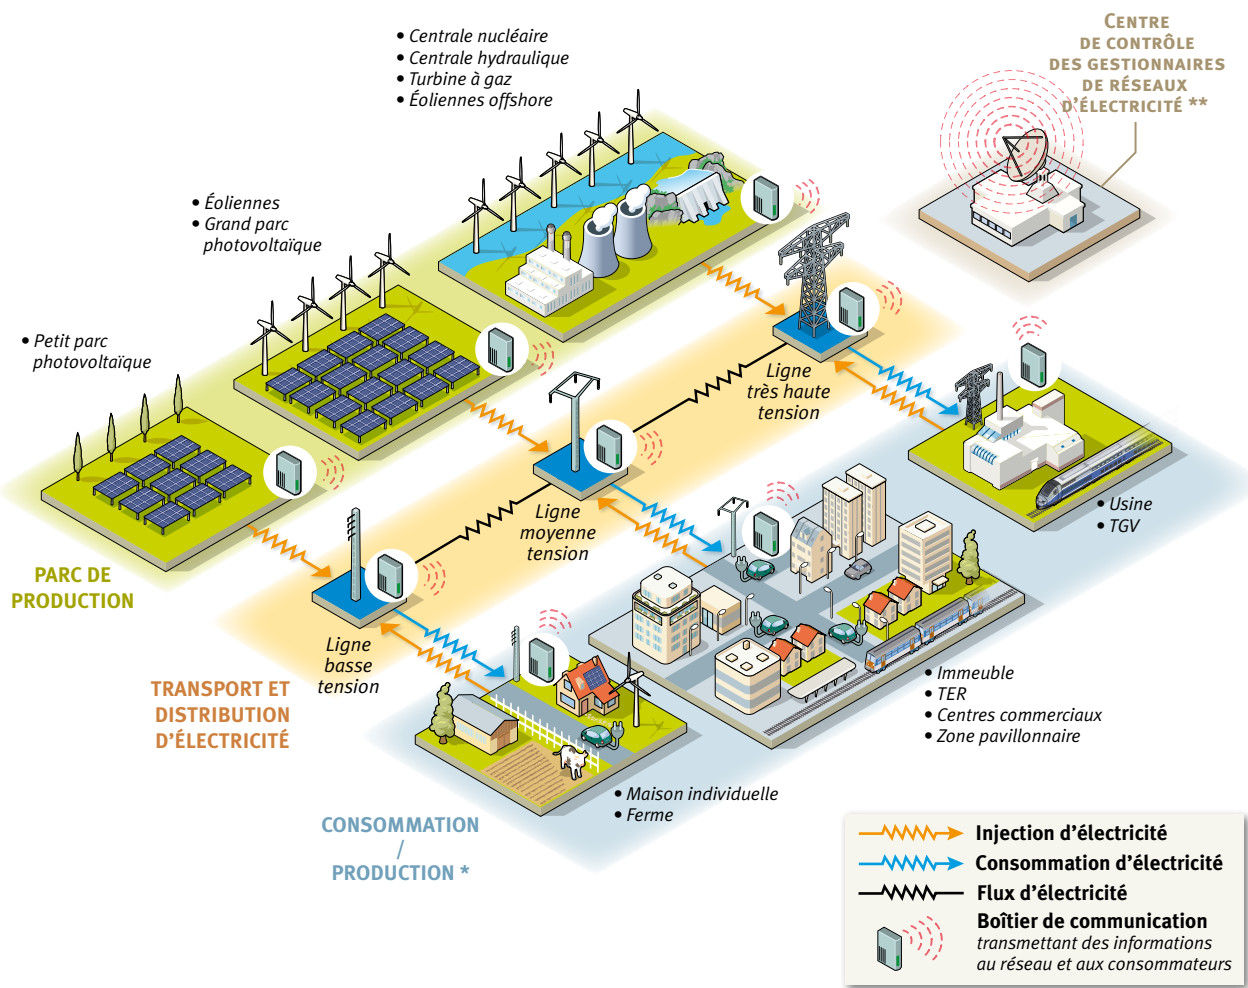 • Centrale nucléaire
• Centrale hydraulique
• Turbine à gaz
• Éoliennes offshore
CENTRE
DE CONTRÔLE
DES GESTIONNAIRES
DE RÉSEAUX
D’ÉLECTRICITÉ **
• Éoliennes
• Grand parc
photovoltaïque
• Petit parc
photovoltaïque
Ligne
très haute
tension
• Usine
• TGV
Ligne
moyenne
tension
PARC DE
PRODUCTION
Ligne
basse
tension
TRANSPORT ET
DISTRIBUTION
D’ÉLECTRICITÉ
• Immeuble
• TER
• Centres commerciaux
• Zone pavillonnaire
• Maison individuelle
• Ferme
CONSOMMATION
/
PRODUCTION *
Injection d’électricité
Consommation d’électricité
Flux d’électricité
Boîtier de communication
transmettant des informations
au réseau et aux consommateurs